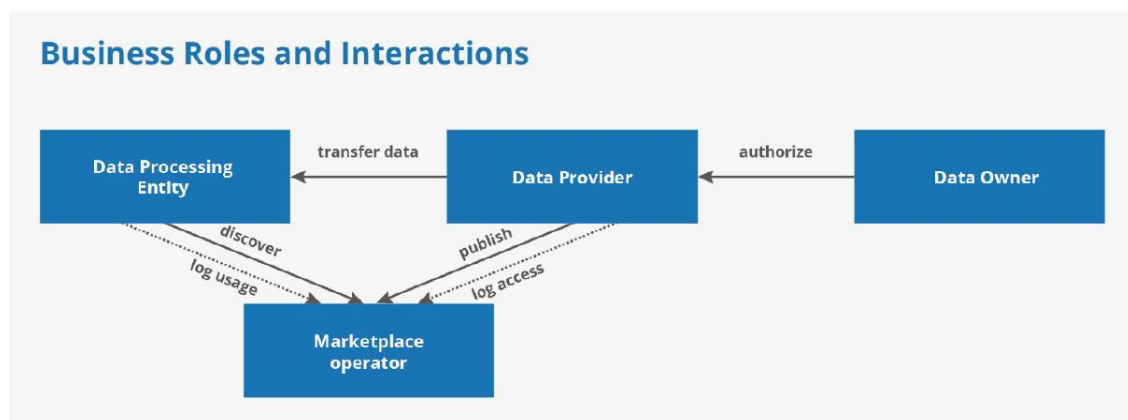 Business Roles and Interactions
Data Processing
Entity
transfer data
Data Provider
authorize
Data Owner
discover
log usage
publish
log access
Marketplace
operator